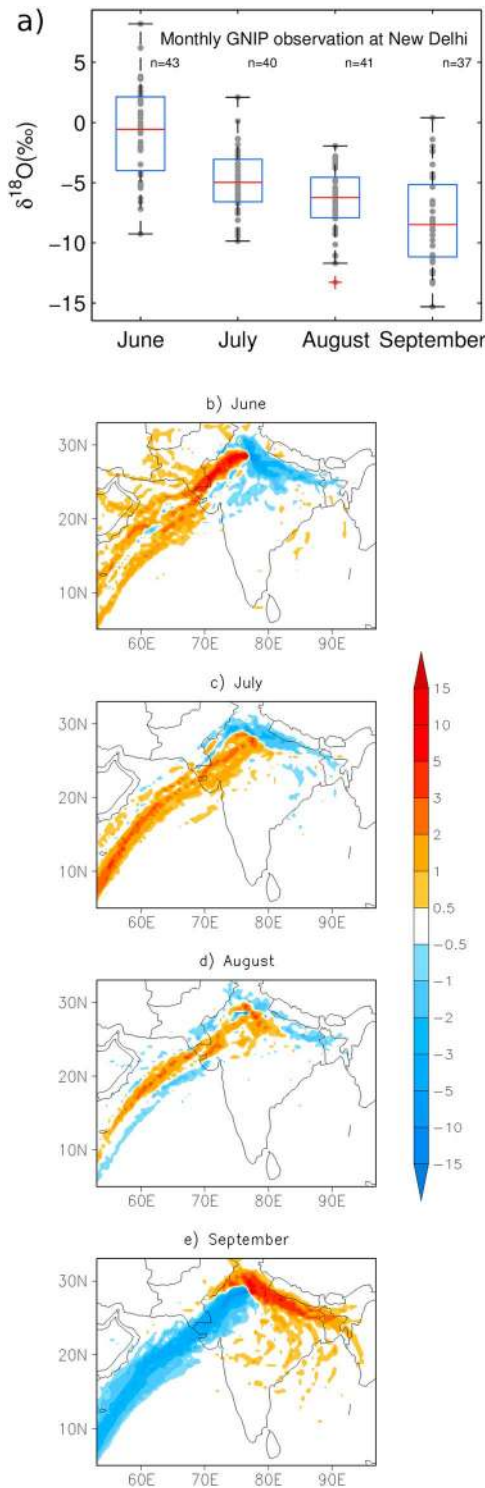 a)
Monthly GNIP observation at New Delhi
n=43 n=40 n=41 n=37
5
0
−5
−10
−15
δ¹⁸O(‰)
June July August September
b) June
30N
20N
10N
60E 70E 80E 90E
c) July
30N
20N
10N
60E 70E 80E 90E
d) August
30N
20N
10N
60E 70E 80E 90E
e) September
30N
20N
10N
60E 70E 80E 90E
15
10
5
3
2
1
0.5
−0.5
−1
−2
−3
−5
−10
−15